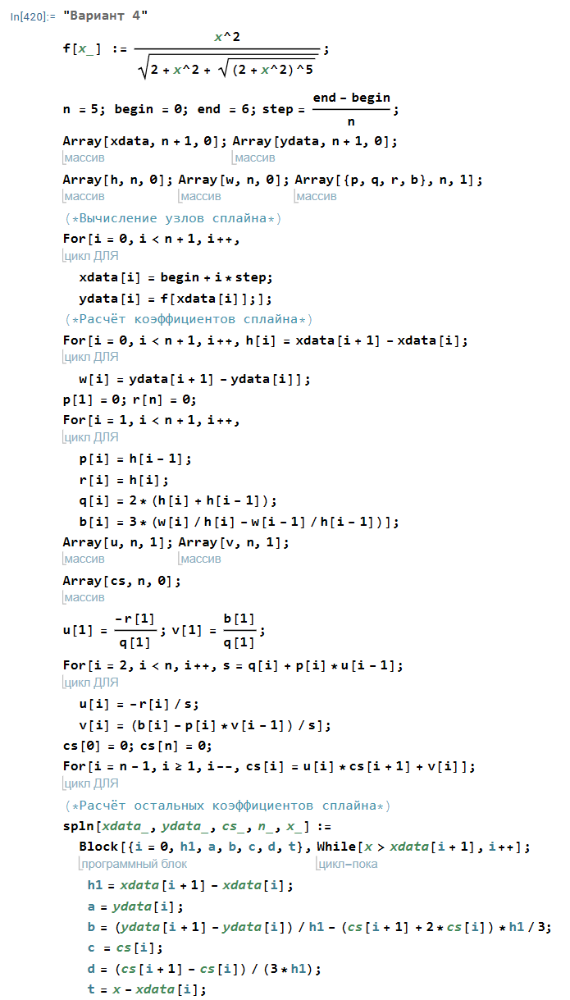 In[420]:= "Вариант 4"
f[x_] := x^2 / √(2 + x^2 + √((2 + x^2)^5)) ;
n = 5; begin = 0; end = 6; step = (end - begin) / n ;
Array[xdata, n + 1, 0]; Array[ydata, n + 1, 0];
массив массив
Array[h, n, 0]; Array[w, n, 0]; Array[{p, q, r, b}, n, 1];
массив массив массив
(*Вычисление узлов сплайна*)
For[i = 0, i < n + 1, i++,
цикл ДЛЯ
xdata[i] = begin + i * step;
ydata[i] = f[xdata[i]];];
(*Расчёт коэффициентов сплайна*)
For[i = 0, i < n + 1, i++, h[i] = xdata[i + 1] - xdata[i];
цикл ДЛЯ
w[i] = ydata[i + 1] - ydata[i]];
p[1] = 0; r[n] = 0;
For[i = 1, i < n + 1, i++,
цикл ДЛЯ
p[i] = h[i - 1];
r[i] = h[i];
q[i] = 2 * (h[i] + h[i - 1]);
b[i] = 3 * (w[i] / h[i] - w[i - 1] / h[i - 1])];
Array[u, n, 1]; Array[v, n, 1];
массив массив
Array[cs, n, 0];
массив
u[1] = -r[1] / q[1] ; v[1] = b[1] / q[1] ;
For[i = 2, i < n, i++, s = q[i] + p[i] * u[i - 1];
цикл ДЛЯ
u[i] = -r[i] / s;
v[i] = (b[i] - p[i] * v[i - 1]) / s];
cs[0] = 0; cs[n] = 0;
For[i = n - 1, i ≥ 1, i--, cs[i] = u[i] * cs[i + 1] + v[i]];
цикл ДЛЯ
(*Расчёт остальных коэффициентов сплайна*)
spln[xdata_, ydata_, cs_, n_, x_] :=
Block[{i = 0, h1, a, b, c, d, t}, While[x > xdata[i + 1], i++];
программный блок цикл-пока
h1 = xdata[i + 1] - xdata[i];
a = ydata[i];
b = (ydata[i + 1] - ydata[i]) / h1 - (cs[i + 1] + 2 * cs[i]) * h1 / 3;
c = cs[i];
d = (cs[i + 1] - cs[i]) / (3 * h1);
t = x - xdata[i];